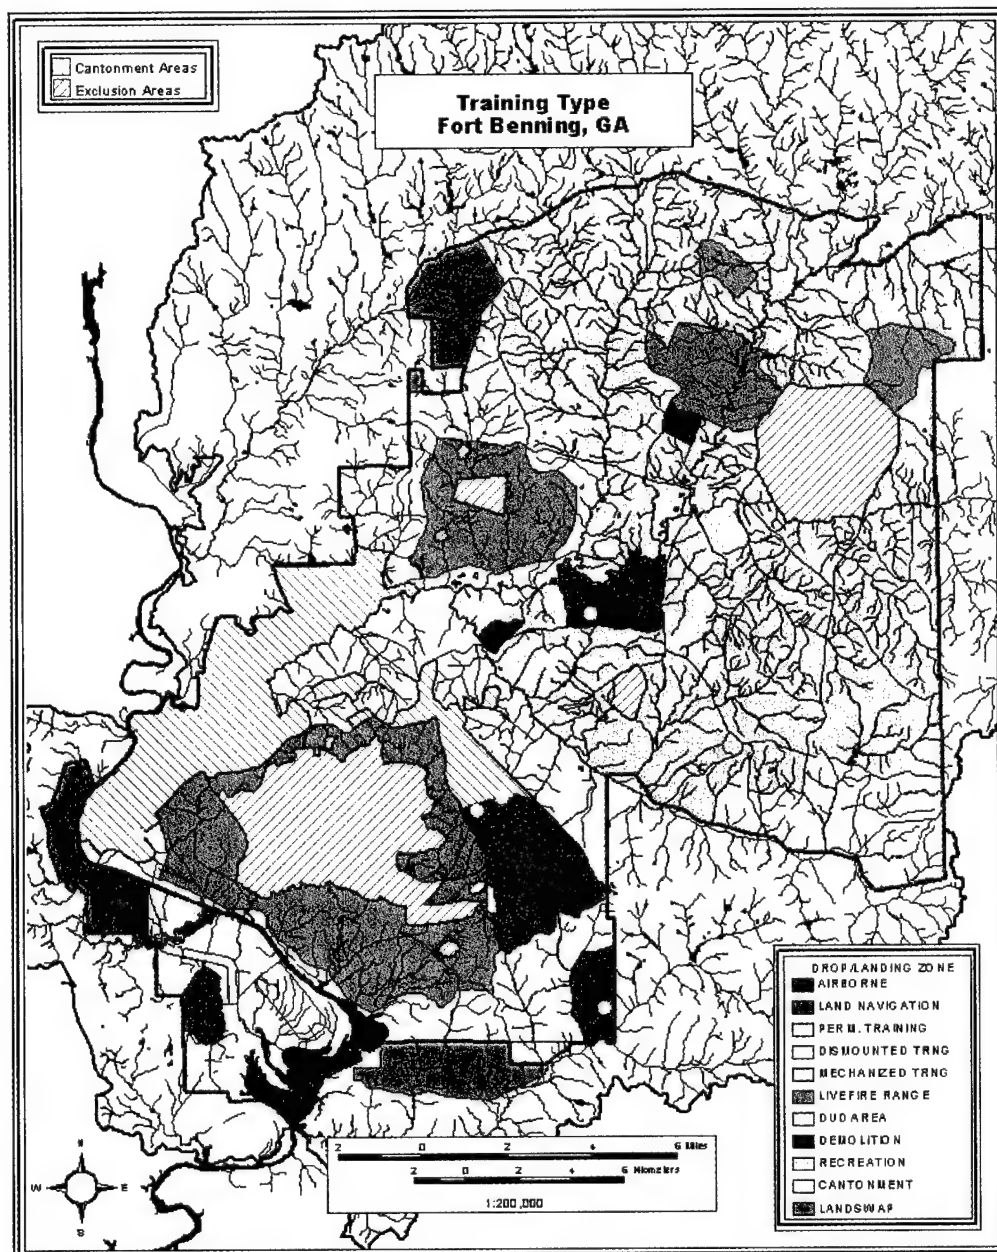 Cantonment Areas
Exclusion Areas
Training Type
Fort Benning, GA
DROP/LANDING ZONE
AIRBORNE
LAND NAVIGATION
PERM. TRAINING
DISMOUNTED TRNG
MECHANIZED TRNG
LIVEFIRE RANGE
DUD AREA
DEMOLITION
RECREATION
CANTONMENT
LANDSWAP
N
W E
S
2 0 2 4 6 Miles
2 0 2 4 6 Kilometers
1:200,000